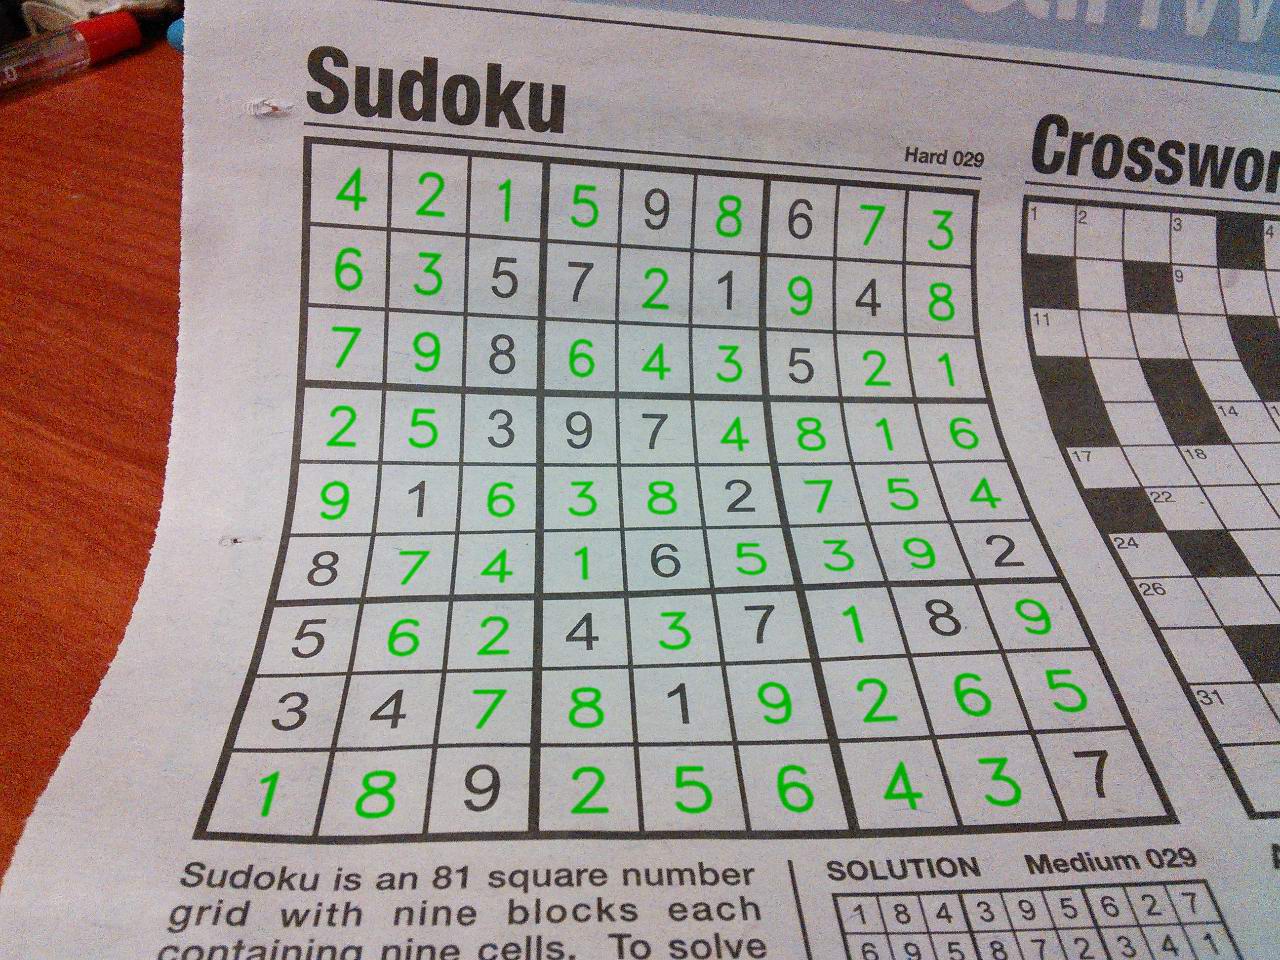 Sudoku
Hard 029
4 2 1 5 9 8 6 7 3
6 3 5 7 2 1 9 4 8
7 9 8 6 4 3 5 2 1
2 5 3 9 7 4 8 1 6
9 1 6 3 8 2 7 5 4
8 7 4 1 6 5 3 9 2
5 6 2 4 3 7 1 8 9
3 4 7 8 1 9 2 6 5
1 8 9 2 5 6 4 3 7
Sudoku is an 81 square number
grid with nine blocks each
containing nine cells. To solve
SOLUTION Medium 029
1 8 4 3 9 5 6 2 7
6 9 5 8 7 2 3 4 1
1 2 3 4
9
11
14
17 18
22
24
26
31